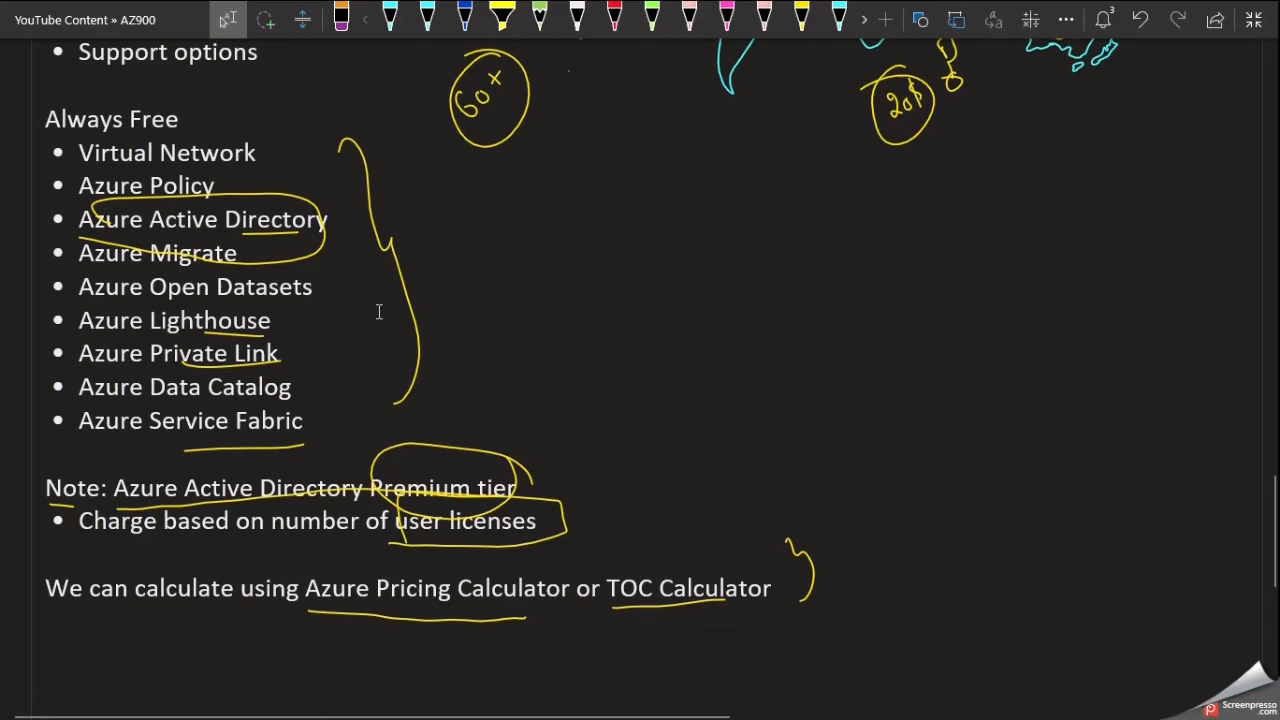 YouTube Content » AZ900
Support options
60+
20$
Always Free
Virtual Network
Azure Policy
Azure Active Directory
Azure Migrate
Azure Open Datasets
Azure Lighthouse
Azure Private Link
Azure Data Catalog
Azure Service Fabric
Note: Azure Active Directory Premium tier
Charge based on number of user licenses
We can calculate using Azure Pricing Calculator or TOC Calculator
Screenpresso
.com